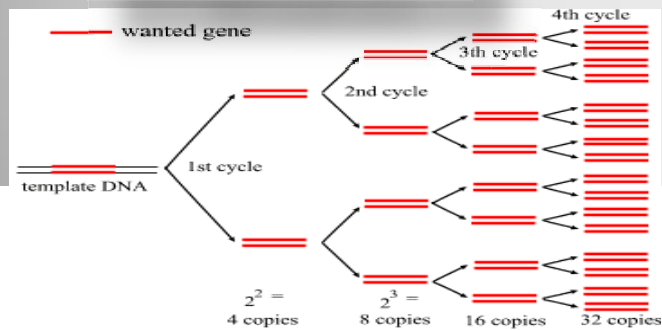 4th cycle
wanted gene
3th cycle
2nd cycle
1st cycle
template DNA
2² =
4 copies
2³ =
8 copies
16 copies
32 copies